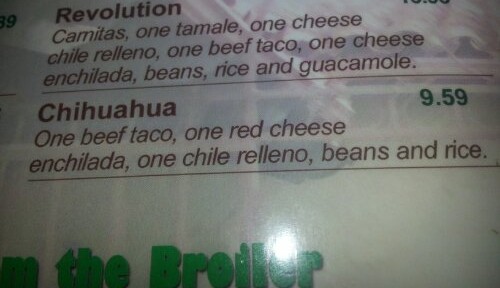 Revolution
Carnitas, one tamale, one cheese
chile relleno, one beef taco, one cheese
enchilada, beans, rice and guacamole.
Chihuahua 9.59
One beef taco, one red cheese
enchilada, one chile relleno, beans and rice.
the Broiler